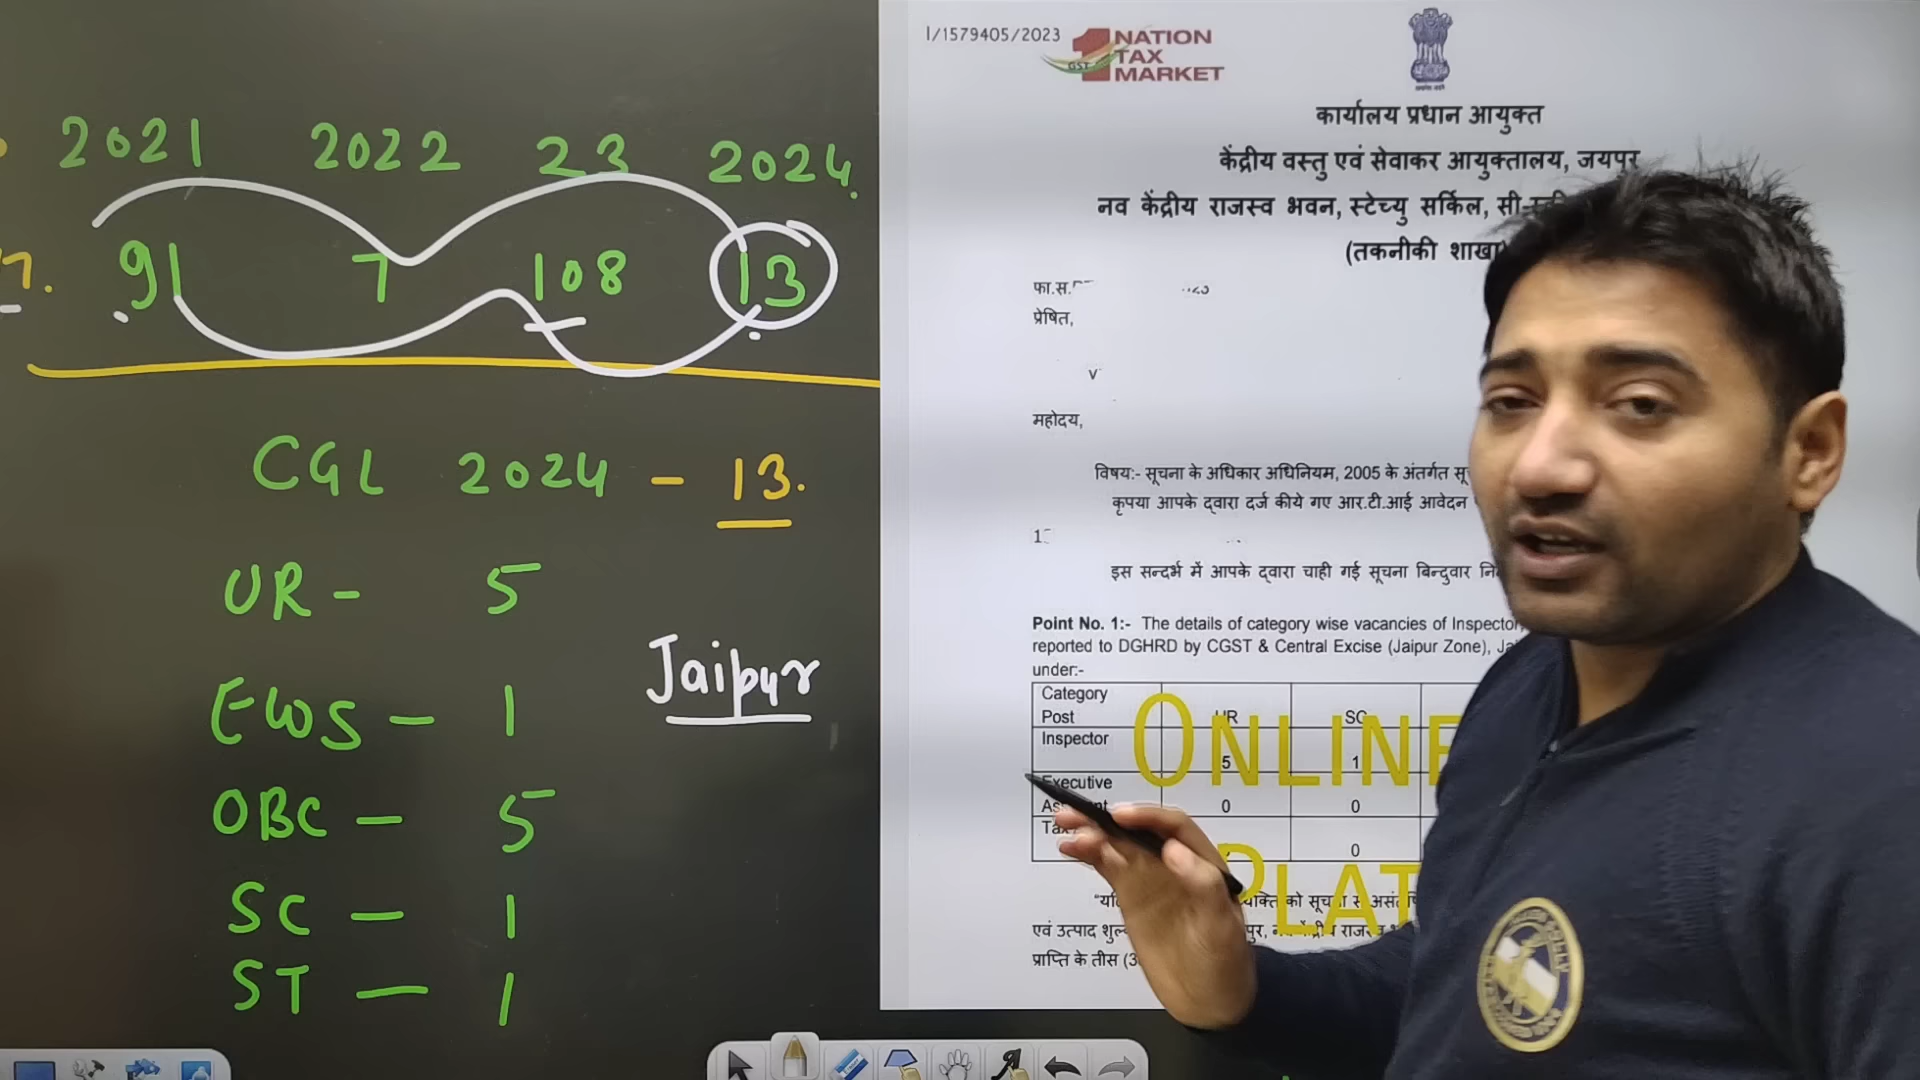 2021 2022 23 2024.
7. 91 7 108 13
CGL 2024 - 13.
UR - 5
EWS - 1
OBC - 5
SC - 1
ST - 1
Jaipur
I/1579405/2023
NATION
TAX
MARKET
GST
कार्यालय प्रधान आयुक्त
केंद्रीय वस्तु एवं सेवाकर आयुक्तालय, जयपुर
नव केंद्रीय राजस्व भवन, स्टेच्यु सर्किल,
(तकनीकी शाखा
फा.स.
प्रेषित,
महोदय,
विषय:- सूचना के अधिकार अधिनियम, 2005 के अंतर्गत
कृपया आपके द्वारा दर्ज कीये गए आर.टी.आई आवेदन
इस सन्दर्भ में आपके द्वारा चाही गई सूचना बिन्दुवार
Point No. 1:- The details of category wise vacancies of Inspector,
reported to DGHRD by CGST & Central Excise (Jaipur Zone),
under:-
Category
Post UR SC
Inspector
5 1
Executive
0 0
Tax
0
ONLINE
PLAT
को सूचना से
एवं उत्पाद
प्राप्ति के तीस